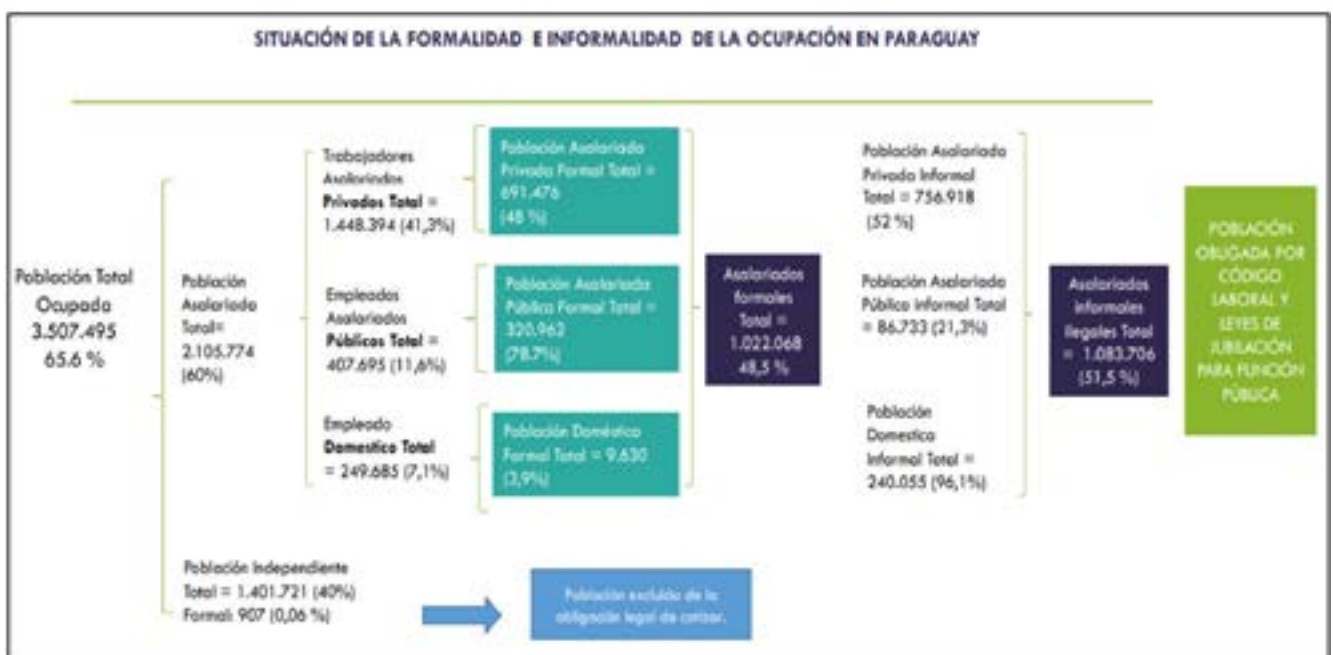 SITUACIÓN DE LA FORMALIDAD E INFORMALIDAD DE LA OCUPACIÓN EN PARAGUAY
Población Total
Ocupada
3.507.495
65.6 %
Población
Asalariada
Total=
2.105.774
(60%)
Trabajadores
Asalariados
Privados Total =
1.448.394 (41,3%)
Empleados
Asalariados
Públicos Total =
407.695 (11,6%)
Empleado
Domestico Total
= 249.685 (7,1%)
Población Asalariada
Privada Formal Total =
691.476
(48 %)
Población Asalariada
Pública Formal Total =
320.962
(78.7%)
Población Doméstica
Formal Total = 9.630
(3,9%)
Asalariados
formales
Total =
1.022.068
48,5 %
Población Asalariada
Privada Informal
Total = 756.918
(52 %)
Población Asalariada
Pública informal Total
= 86.733 (21,3%)
Población
Domestica
Informal Total =
240.055 (96,1%)
Asalariados
informales
ilegales Total
= 1.083.706
(51,5 %)
POBLACIÓN
OBLIGADA POR
CÓDIGO
LABORAL Y
LEYES DE
JUBILACIÓN
PARA FUNCIÓN
PÚBLICA
Población Independiente
Total = 1.401.721 (40%)
Formal: 907 (0,06 %)
Población excluida de la
obligación legal de cotizar.